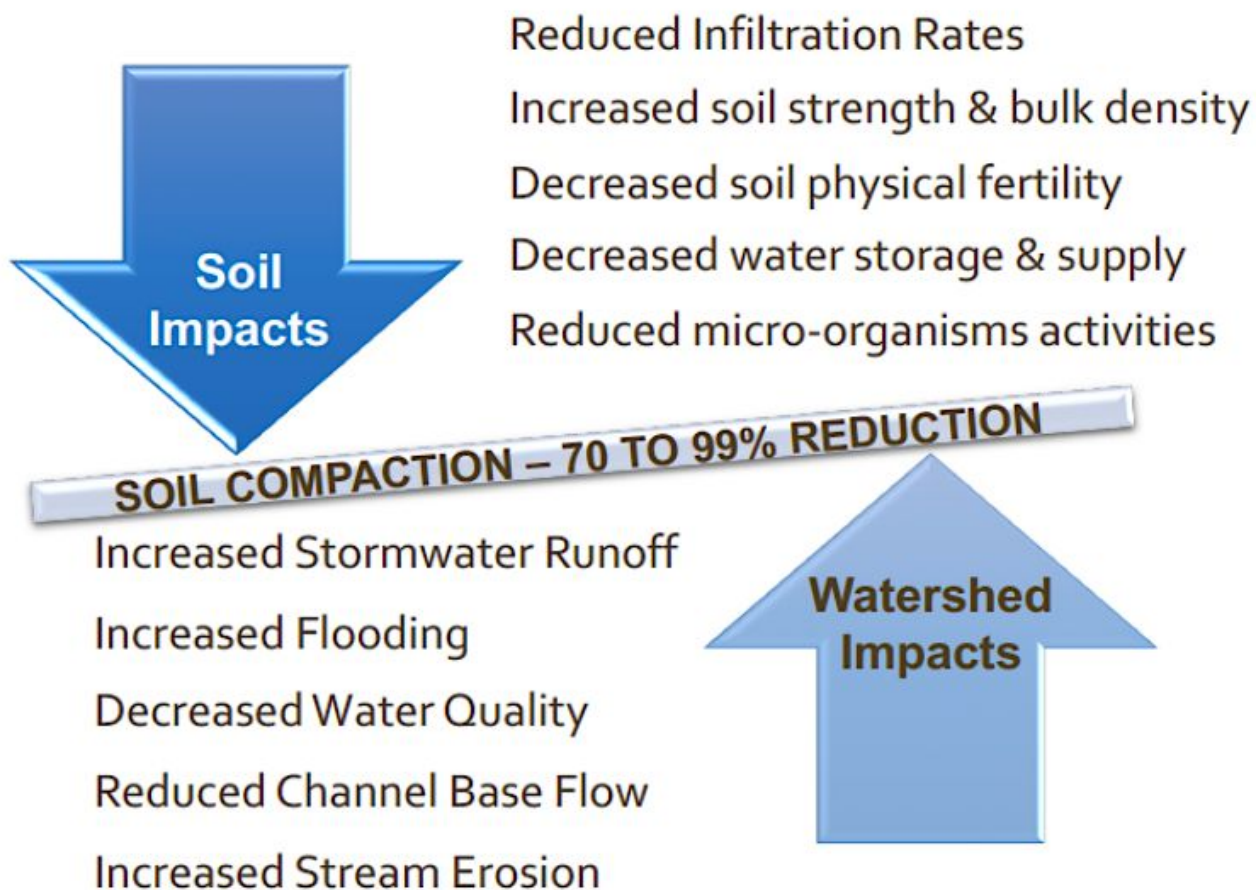 Reduced Infiltration Rates
Increased soil strength & bulk density
Decreased soil physical fertility
Decreased water storage & supply
Reduced micro-organisms activities
Soil
Impacts
SOIL COMPACTION – 70 TO 99% REDUCTION
Increased Stormwater Runoff
Increased Flooding
Decreased Water Quality
Reduced Channel Base Flow
Increased Stream Erosion
Watershed
Impacts